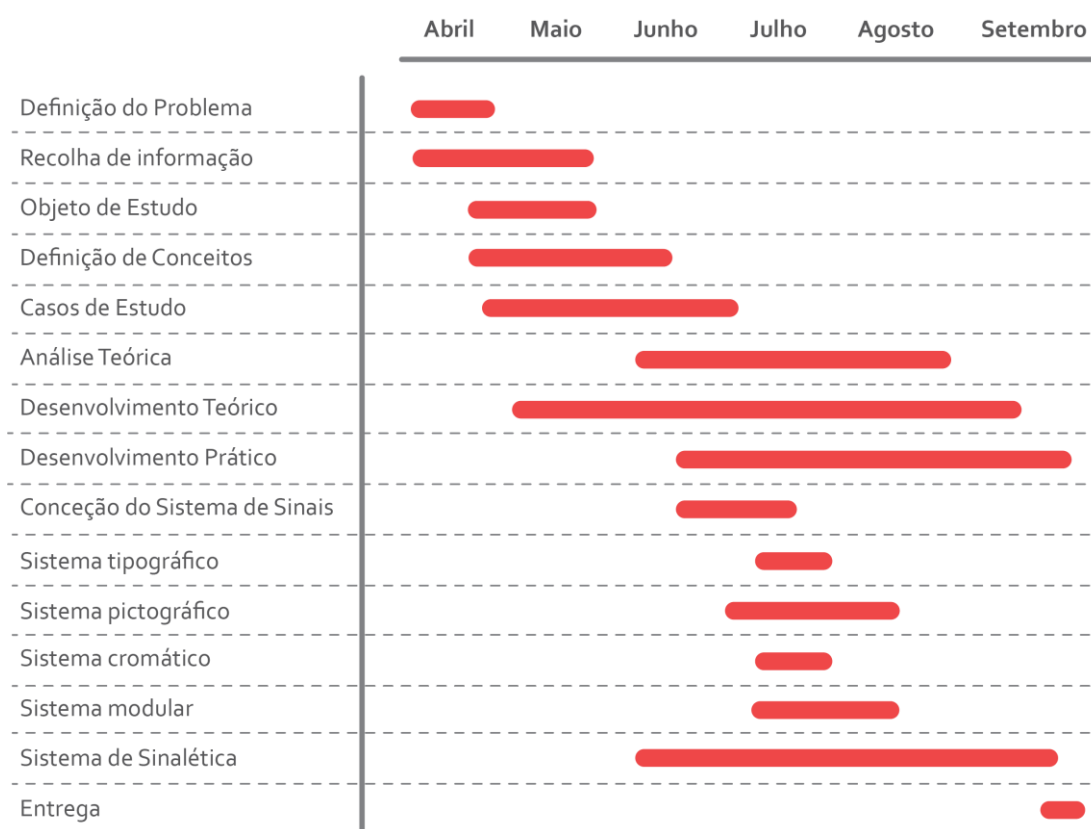 Abril Maio Junho Julho Agosto Setembro
Definição do Problema
Recolha de informação
Objeto de Estudo
Definição de Conceitos
Casos de Estudo
Análise Teórica
Desenvolvimento Teórico
Desenvolvimento Prático
Conceção do Sistema de Sinais
Sistema tipográfico
Sistema pictográfico
Sistema cromático
Sistema modular
Sistema de Sinalética
Entrega